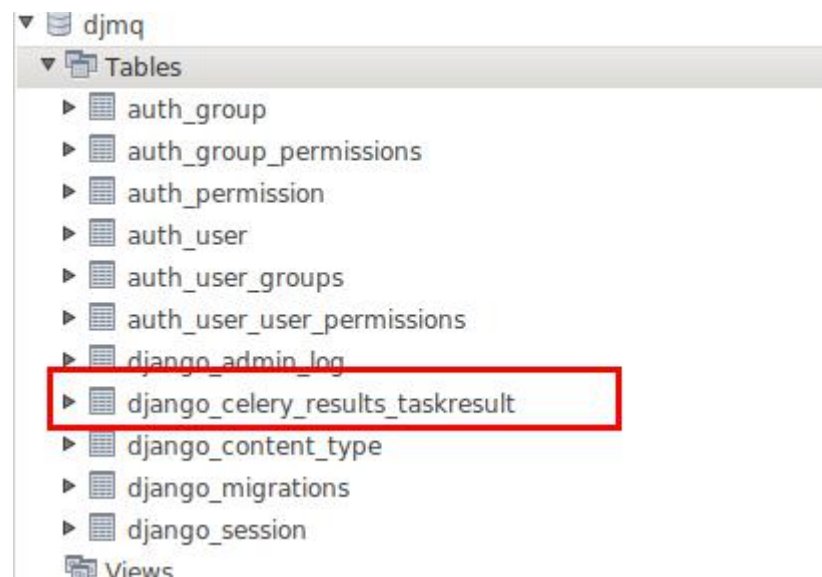 djmq
Tables
auth_group
auth_group_permissions
auth_permission
auth_user
auth_user_groups
auth_user_user_permissions
django_admin_log
django_celery_results_taskresult
django_content_type
django_migrations
django_session
Views